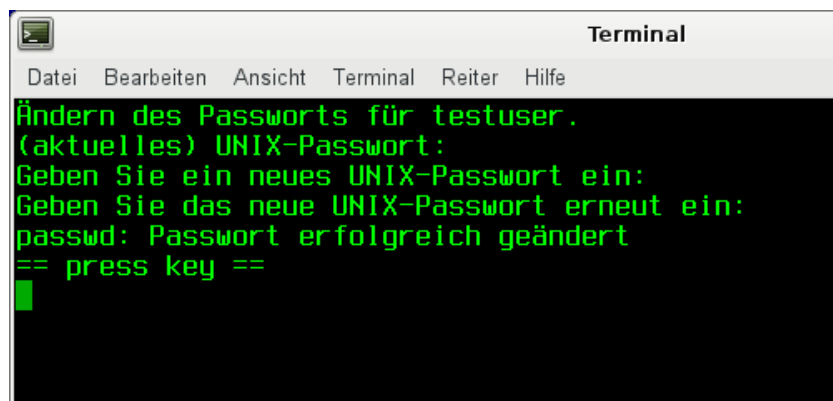 Terminal
Datei Bearbeiten Ansicht Terminal Reiter Hilfe
Ändern des Passworts für testuser.
(aktuelles) UNIX-Passwort:
Geben Sie ein neues UNIX-Passwort ein:
Geben Sie das neue UNIX-Passwort erneut ein:
passwd: Passwort erfolgreich geändert
== press key ==